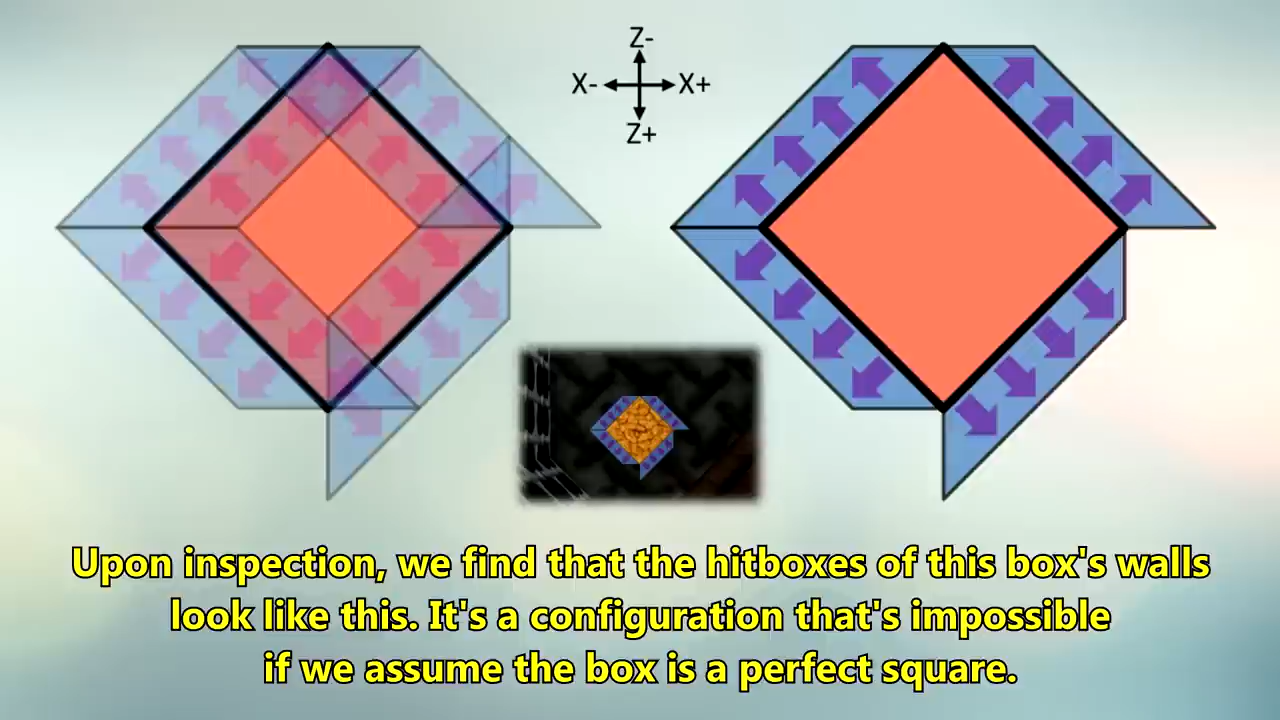 Z-
X- X+
Z+
Upon inspection, we find that the hitboxes of this box's walls
look like this. It's a configuration that's impossible
if we assume the box is a perfect square.